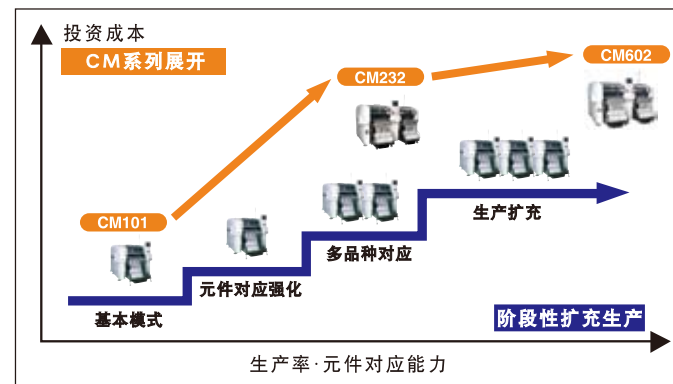 投资成本
CM系列展开
CM602
CM232
CM101
生产扩充
多品种对应
元件对应强化
基本模式
阶段性扩充生产
生产率·元件对应能力